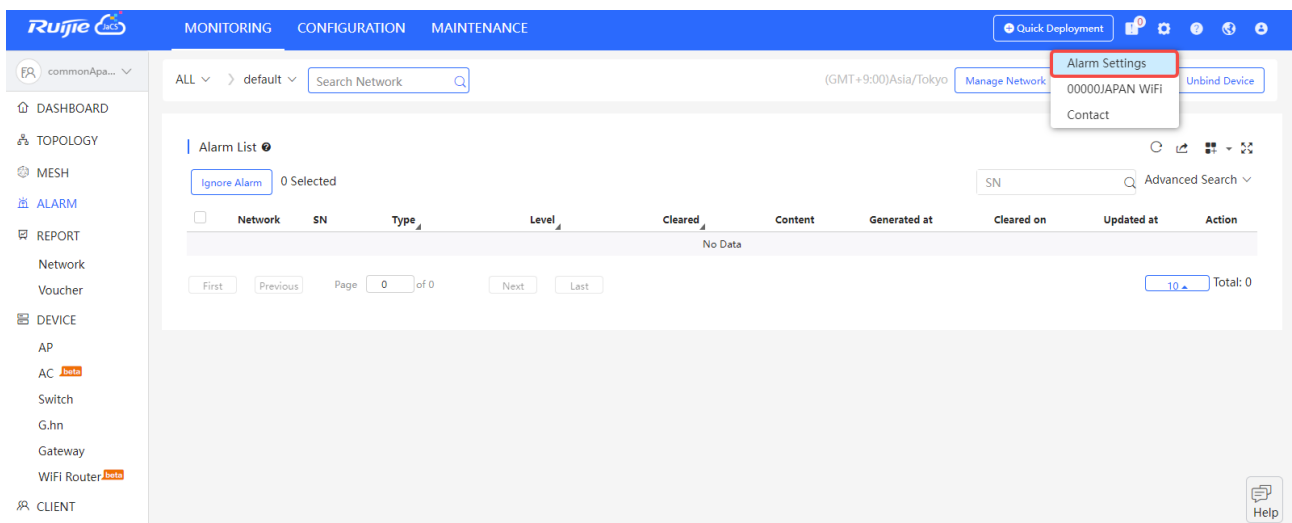 Ruijie JaCS MONITORING CONFIGURATION MAINTENANCE Quick Deployment 0
commonApa...
ALL default Search Network (GMT+9:00)Asia/Tokyo Manage Network Unbind Device
Alarm Settings
00000JAPAN WiFi
Contact
DASHBOARD
TOPOLOGY
MESH
ALARM
REPORT
Network
Voucher
DEVICE
AP
AC beta
Switch
G.hn
Gateway
WiFi Router beta
CLIENT
Alarm List
Ignore Alarm 0 Selected SN Advanced Search
Network SN Type Level Cleared Content Generated at Cleared on Updated at Action
No Data
First Previous Page 0 of 0 Next Last 10 Total: 0
Help